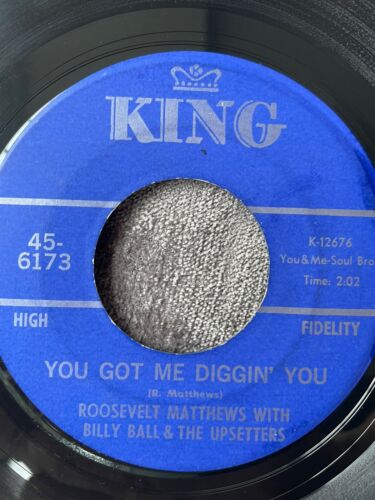 KING
45-
6173
K-12676
You&Me-Soul Bro
Time: 2:02
HIGH
FIDELITY
YOU GOT ME DIGGIN' YOU
(R. Matthews)
ROOSEVELT MATTHEWS WITH
BILLY BALL & THE UPSETTERS